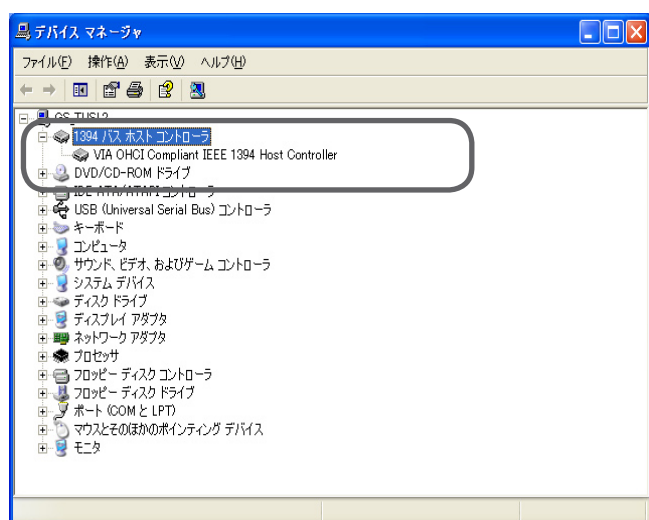 デバイス マネージャ
ファイル(F) 操作(A) 表示(V) ヘルプ(H)
GS_TUSL2
1394 バス ホスト コントローラ
VIA OHCI Compliant IEEE 1394 Host Controller
DVD/CD-ROM ドライブ
IDE ATA/ATAPI コントローラ
USB (Universal Serial Bus) コントローラ
キーボード
コンピュータ
サウンド、ビデオ、およびゲーム コントローラ
システム デバイス
ディスク ドライブ
ディスプレイ アダプタ
ネットワーク アダプタ
プロセッサ
フロッピー ディスク コントローラ
フロッピー ディスク ドライブ
ポート (COM と LPT)
マウスとそのほかのポインティング デバイス
モニタ